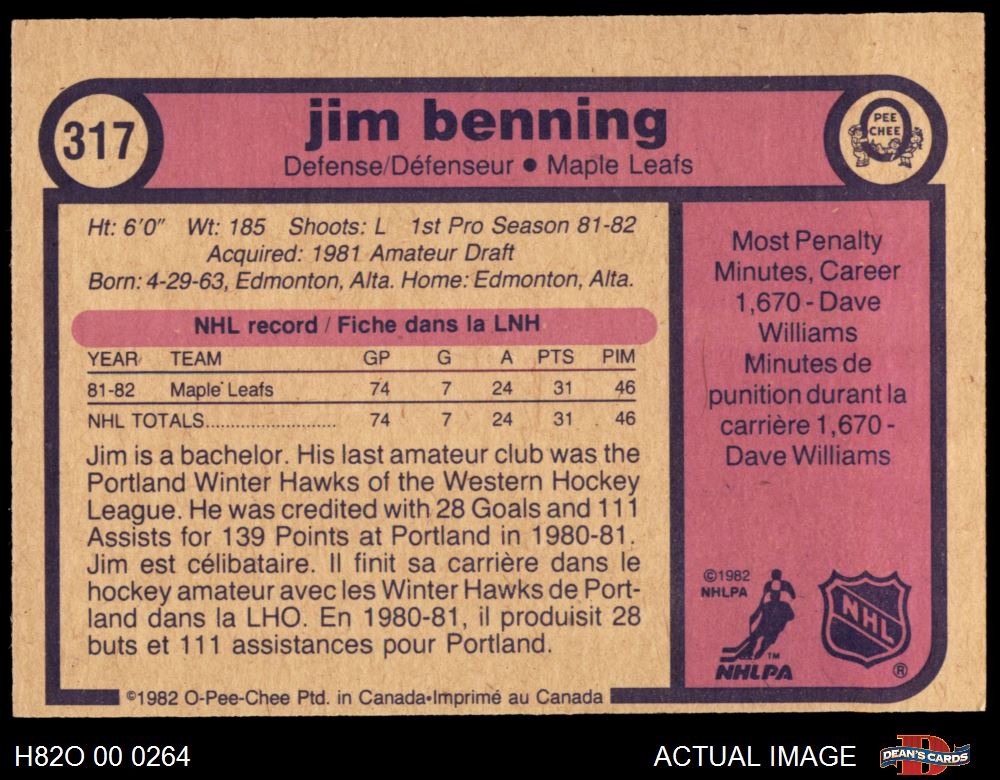 317
jim benning
Defense/Défenseur ● Maple Leafs
PEE
CHEE
Ht: 6'0" Wt: 185 Shoots: L 1st Pro Season 81-82
Acquired: 1981 Amateur Draft
Born: 4-29-63, Edmonton, Alta. Home: Edmonton, Alta.
NHL record / Fiche dans la LNH
YEAR TEAM GP G A PTS PIM
81-82 Maple Leafs 74 7 24 31 46
NHL TOTALS.......................... 74 7 24 31 46
Jim is a bachelor. His last amateur club was the
Portland Winter Hawks of the Western Hockey
League. He was credited with 28 Goals and 111
Assists for 139 Points at Portland in 1980-81.
Jim est célibataire. Il finit sa carrière dans le
hockey amateur avec les Winter Hawks de Port-
land dans la LHO. En 1980-81, il produisit 28
buts et 111 assistances pour Portland.
Most Penalty
Minutes, Career
1,670 - Dave
Williams
Minutes de
punition durant la
carrière 1,670 -
Dave Williams
©1982
NHLPA
TM
NHLPA
NHL
®
©1982 O-Pee-Chee Ptd. in Canada•Imprimé au Canada
H82O 00 0264
ACTUAL IMAGE
DEAN'S CARDS